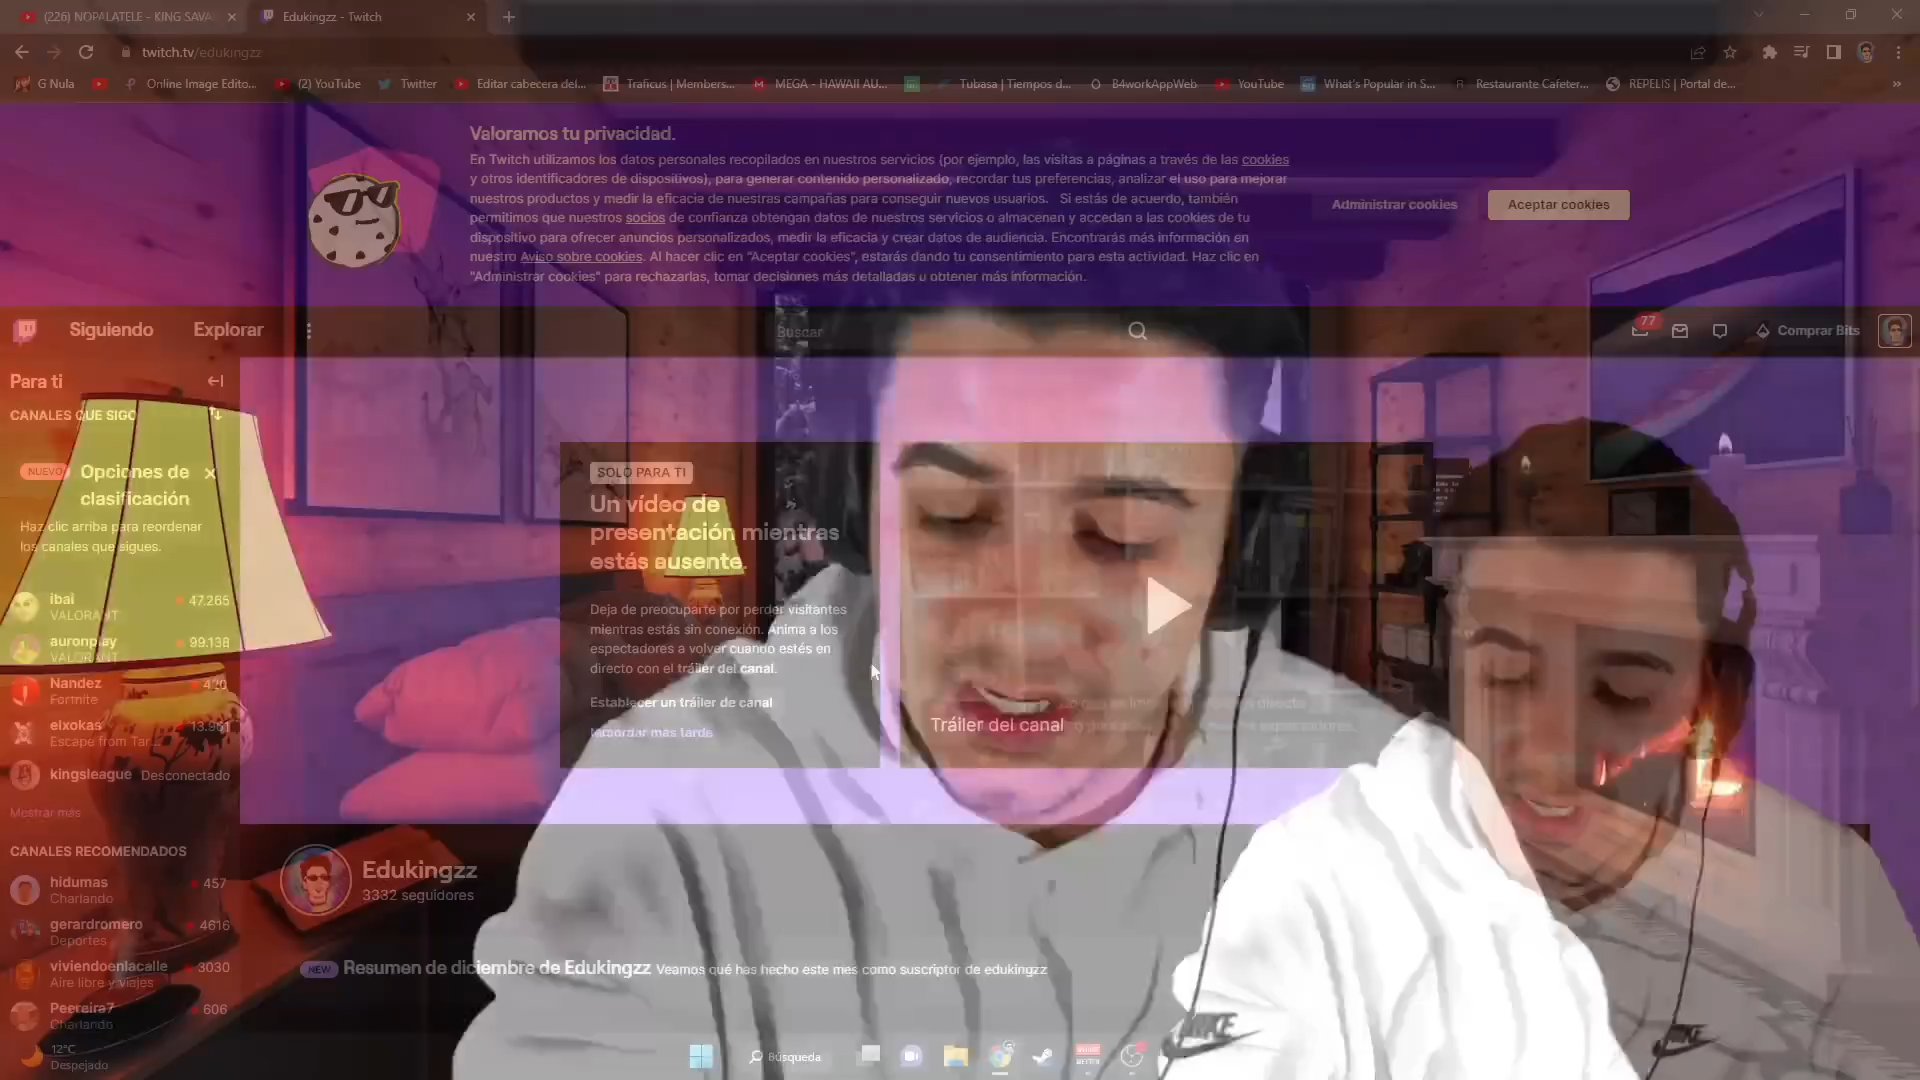 (226) NOPALATELE - KING SAVA
Edukingzz - Twitch
twitch.tv/edukingzz
G Nula
Online Image Edito...
(2) YouTube
Twitter
Editar cabecera del...
Traficus | Members...
MEGA - HAWAII AU...
Tubasa | Tiempos d...
B4workAppWeb
YouTube
What's Popular in S...
Restaurante Cafeter...
REPELIS | Portal de...
Valoramos tu privacidad.
En Twitch utilizamos los datos personales recopilados en nuestros servicios (por ejemplo, las visitas a páginas a través de las cookies
y otros identificadores de dispositivos), para generar contenido personalizado, recordar tus preferencias, analizar el uso para mejorar
nuestros productos y medir la eficacia de nuestras campañas para conseguir nuevos usuarios. Si estás de acuerdo, también
permitimos que nuestros socios de confianza obtengan datos de nuestros servicios o almacenen y accedan a las cookies de tu
dispositivo para ofrecer anuncios personalizados, medir la eficacia y crear datos de audiencia. Encontrarás más información en
nuestro Aviso sobre cookies. Al hacer clic en "Aceptar cookies", estarás dando tu consentimiento para esta actividad. Haz clic en
"Administrar cookies" para rechazarlas, tomar decisiones más detalladas u obtener más información.
Administrar cookies
Aceptar cookies
Siguiendo
Explorar
Buscar
77
Comprar Bits
Para ti
CANALES QUE SIGO
NUEVO
Opciones de
clasificación
Haz clic arriba para reordenar
los canales que sigues.
ibai
47.265
VALORANT
auronplay
99.138
VALORANT
Nandez
420
Fortnite
elxokas
13.961
Escape from Tar...
kingsleague
Desconectado
Mostrar más
CANALES RECOMENDADOS
hidumas
457
Charlando
gerardromero
4616
Deportes
viviendoenlacalle
3030
Aire libre y viajes
Peereira7
606
Charlando
SOLO PARA TI
Un vídeo de
presentación mientras
estás ausente.
Deja de preocuparte por perder visitantes
mientras estás sin conexión. Anima a los
espectadores a volver cuando estés en
directo con el tráiler del canal.
Establecer un tráiler de canal
Recordar más tarde
Tráiler del canal
Edukingzz
3332 seguidores
NEW
Resumen de diciembre de Edukingzz Veamos qué has hecho este mes como suscriptor de edukingzz
12°C
Despejado
Búsqueda
NIKE
NIKE